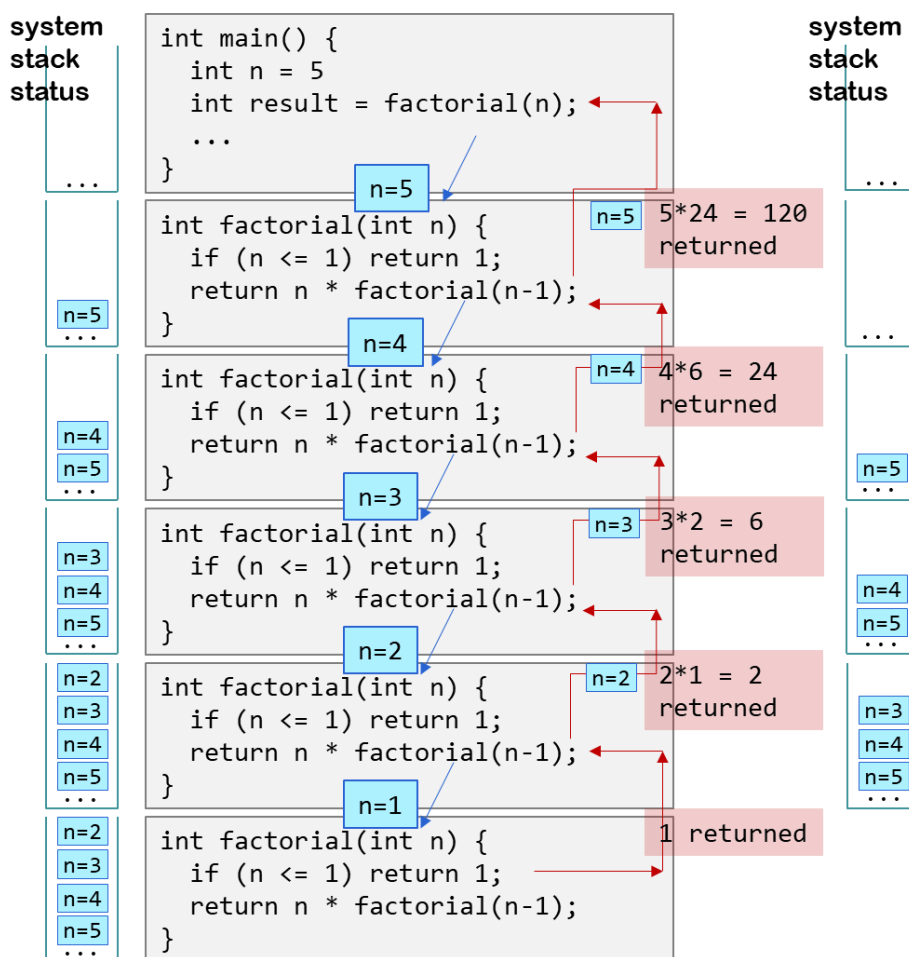 system
stack
status
...
n=5
...
n=4
n=5
...
n=3
n=4
n=5
...
n=2
n=3
n=4
n=5
...
n=2
n=3
n=4
n=5
...
int main() {
int n = 5
int result = factorial(n);
...
}
n=5
int factorial(int n) {
if (n <= 1) return 1;
return n * factorial(n-1);
}
n=4
int factorial(int n) {
if (n <= 1) return 1;
return n * factorial(n-1);
}
n=3
int factorial(int n) {
if (n <= 1) return 1;
return n * factorial(n-1);
}
n=2
int factorial(int n) {
if (n <= 1) return 1;
return n * factorial(n-1);
}
n=1
int factorial(int n) {
if (n <= 1) return 1;
return n * factorial(n-1);
}
n=5
5*24 = 120
returned
n=4
4*6 = 24
returned
n=3
3*2 = 6
returned
n=2
2*1 = 2
returned
1 returned
system
stack
status
...
...
n=5
...
n=4
n=5
...
n=3
n=4
n=5
...